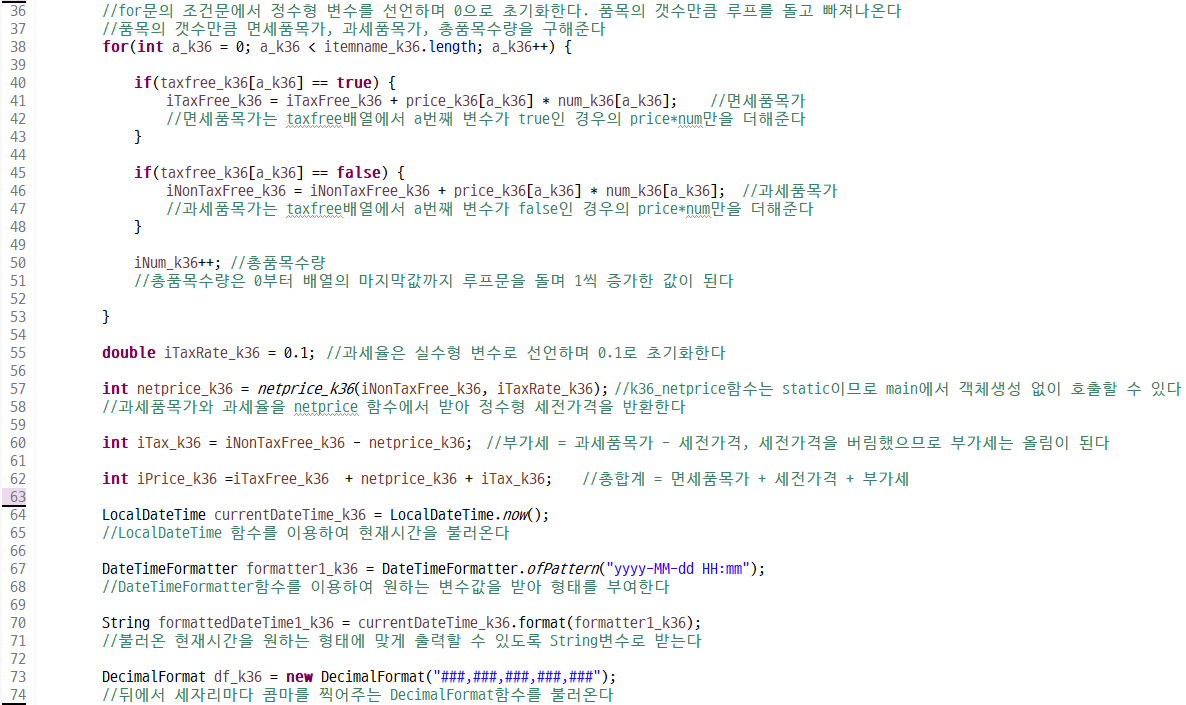 36 //for문의 조건문에서 정수형 변수를 선언하며 0으로 초기화한다. 품목의 갯수만큼 루프를 돌고 빠져나온다
37 //품목의 갯수만큼 면세품목가, 과세품목가, 총품목수량을 구해준다
38 for(int a_k36 = 0; a_k36 < itemname_k36.length; a_k36++) {
39
40 if(taxfree_k36[a_k36] == true) {
41 iTaxFree_k36 = iTaxFree_k36 + price_k36[a_k36] * num_k36[a_k36]; //면세품목가
42 //면세품목가는 taxfree배열에서 a번째 변수가 true인 경우의 price*num만을 더해준다
43 }
44
45 if(taxfree_k36[a_k36] == false) {
46 iNonTaxFree_k36 = iNonTaxFree_k36 + price_k36[a_k36] * num_k36[a_k36]; //과세품목가
47 //과세품목가는 taxfree배열에서 a번째 변수가 false인 경우의 price*num만을 더해준다
48 }
49
50 iNum_k36++; //총품목수량
51 //총품목수량은 0부터 배열의 마지막값까지 루프문을 돌며 1씩 증가한 값이 된다
52
53 }
54
55 double iTaxRate_k36 = 0.1; //과세율은 실수형 변수로 선언하며 0.1로 초기화한다
56
57 int netprice_k36 = netprice_k36(iNonTaxFree_k36, iTaxRate_k36); //k36_netprice함수는 static이므로 main에서 객체생성 없이 호출할 수 있다
58 //과세품목가와 과세율을 netprice 함수에서 받아 정수형 세전가격을 반환한다
59
60 int iTax_k36 = iNonTaxFree_k36 - netprice_k36; //부가세 = 과세품목가 - 세전가격, 세전가격을 버림했으므로 부가세는 올림이 된다
61
62 int iPrice_k36 =iTaxFree_k36 + netprice_k36 + iTax_k36; //총합계 = 면세품목가 + 세전가격 + 부가세
63
64 LocalDateTime currentDateTime_k36 = LocalDateTime.now();
65 //LocalDateTime 함수를 이용하여 현재시간을 불러온다
66
67 DateTimeFormatter formatter1_k36 = DateTimeFormatter.ofPattern("yyyy-MM-dd HH:mm");
68 //DateTimeFormatter함수를 이용하여 원하는 변수값을 받아 형태를 부여한다
69
70 String formattedDateTime1_k36 = currentDateTime_k36.format(formatter1_k36);
71 //불러온 현재시간을 원하는 형태에 맞게 출력할 수 있도록 String변수로 받는다
72
73 DecimalFormat df_k36 = new DecimalFormat("###,###,###,###,###");
74 //뒤에서 세자리마다 콤마를 찍어주는 DecimalFormat함수를 불러온다